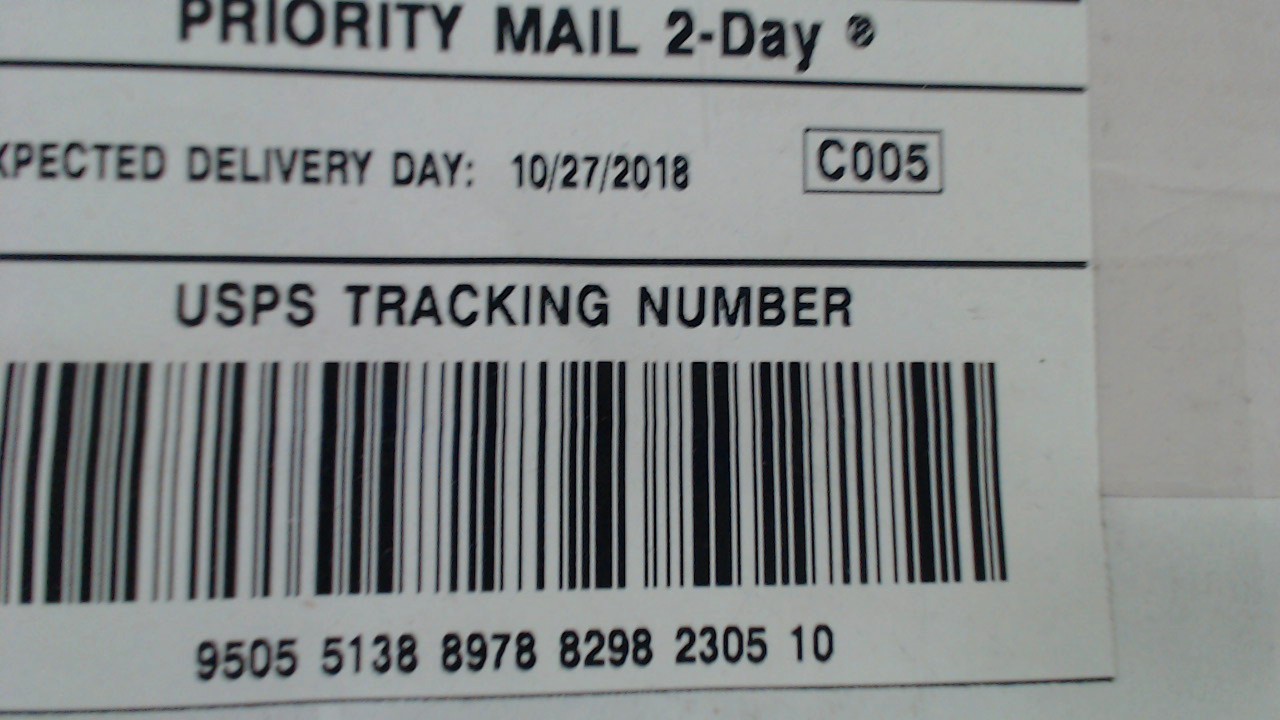 PRIORITY MAIL 2-Day ®
XPECTED DELIVERY DAY: 10/27/2018
C005
USPS TRACKING NUMBER
9505 5138 8978 8298 2305 10